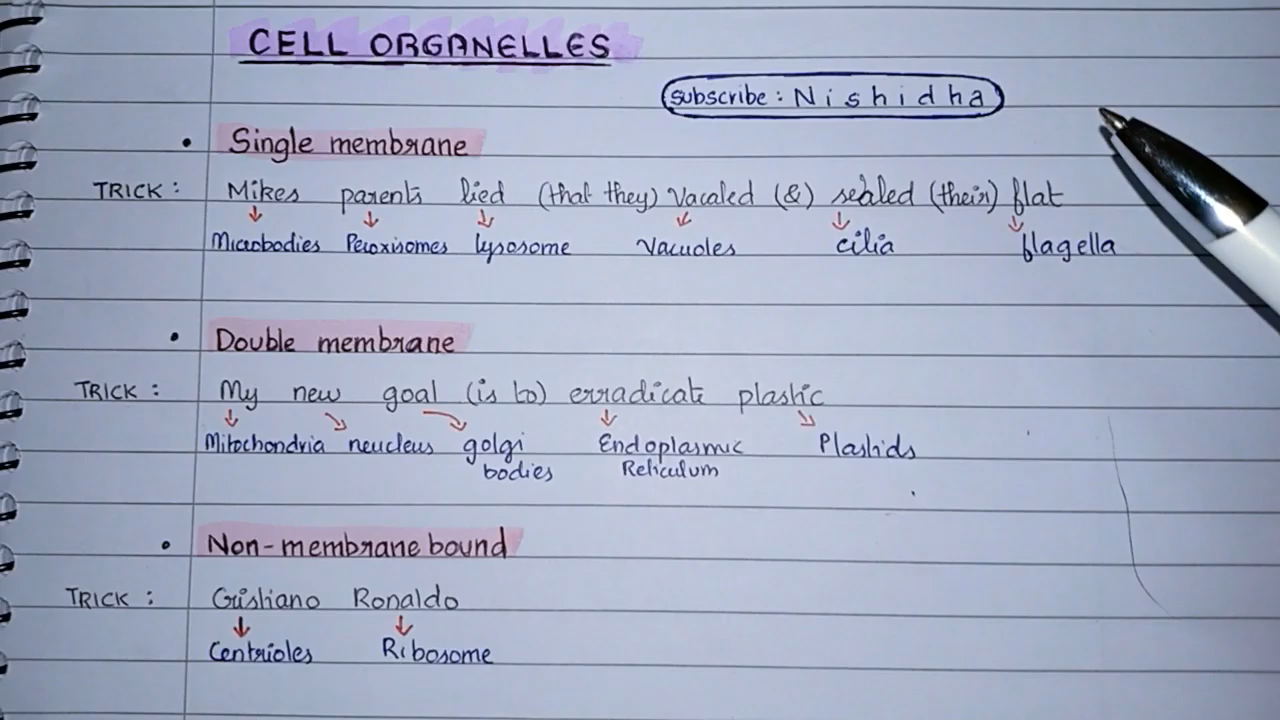 CELL ORGANELLES
subscribe: Nishidha
• Single membrane
TRICK: Mikes parents lied (that they) Vacated (&) sealed (their) flat
Microbodies Peroxisomes lysosome Vacuoles cilia flagella
• Double membrane
TRICK: My new goal (is to) erradicate plastic
Mitochondria neucleus golgi Endoplasmic Plastids
bodies Reticulum
• Non-membrane bound
TRICK: Cristiano Ronaldo
Centrioles Ribosome